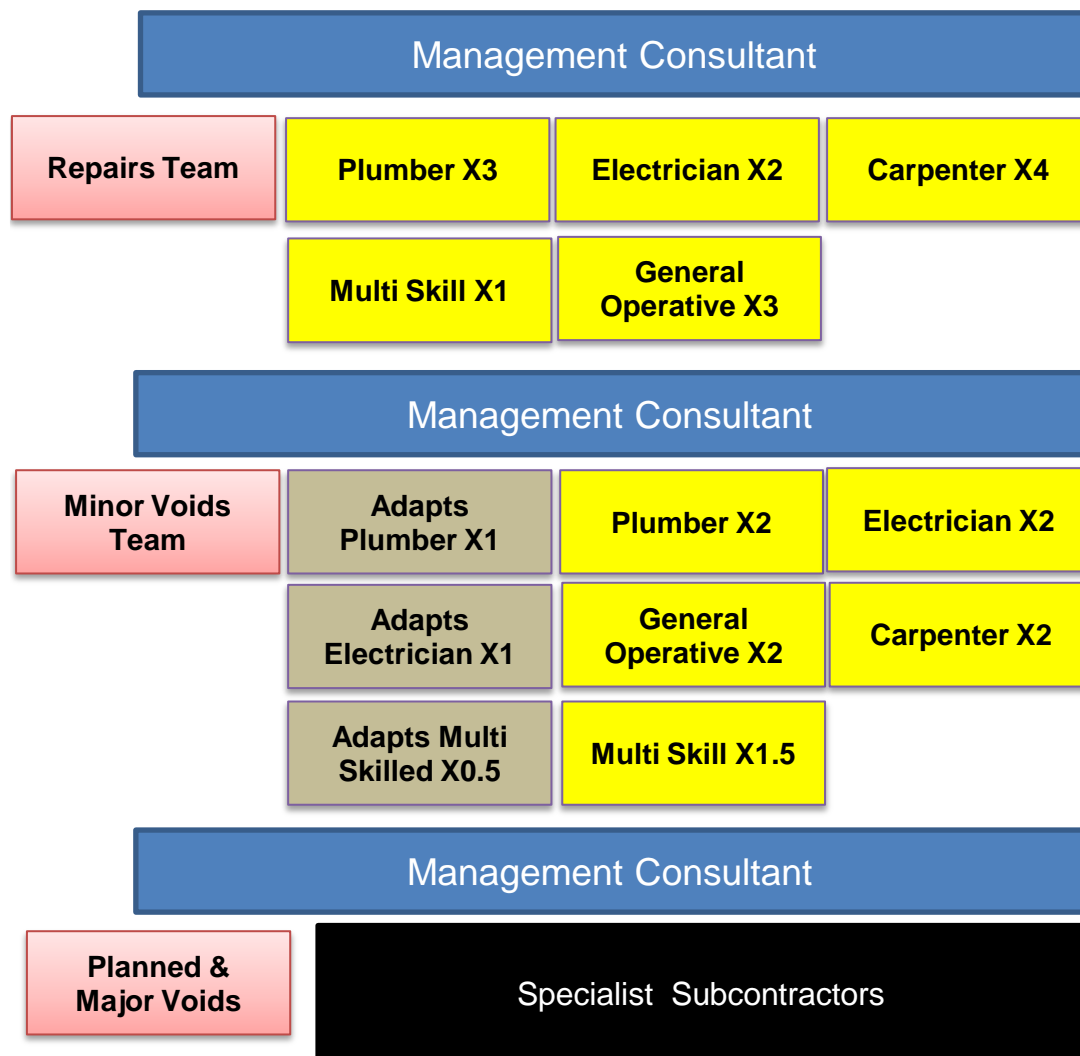 Management Consultant
Repairs Team
Plumber X3
Electrician X2
Carpenter X4
Multi Skill X1
General
Operative X3
Management Consultant
Minor Voids
Team
Adapts
Plumber X1
Plumber X2
Electrician X2
Adapts
Electrician X1
General
Operative X2
Carpenter X2
Adapts Multi
Skilled X0.5
Multi Skill X1.5
Management Consultant
Planned &
Major Voids
Specialist Subcontractors